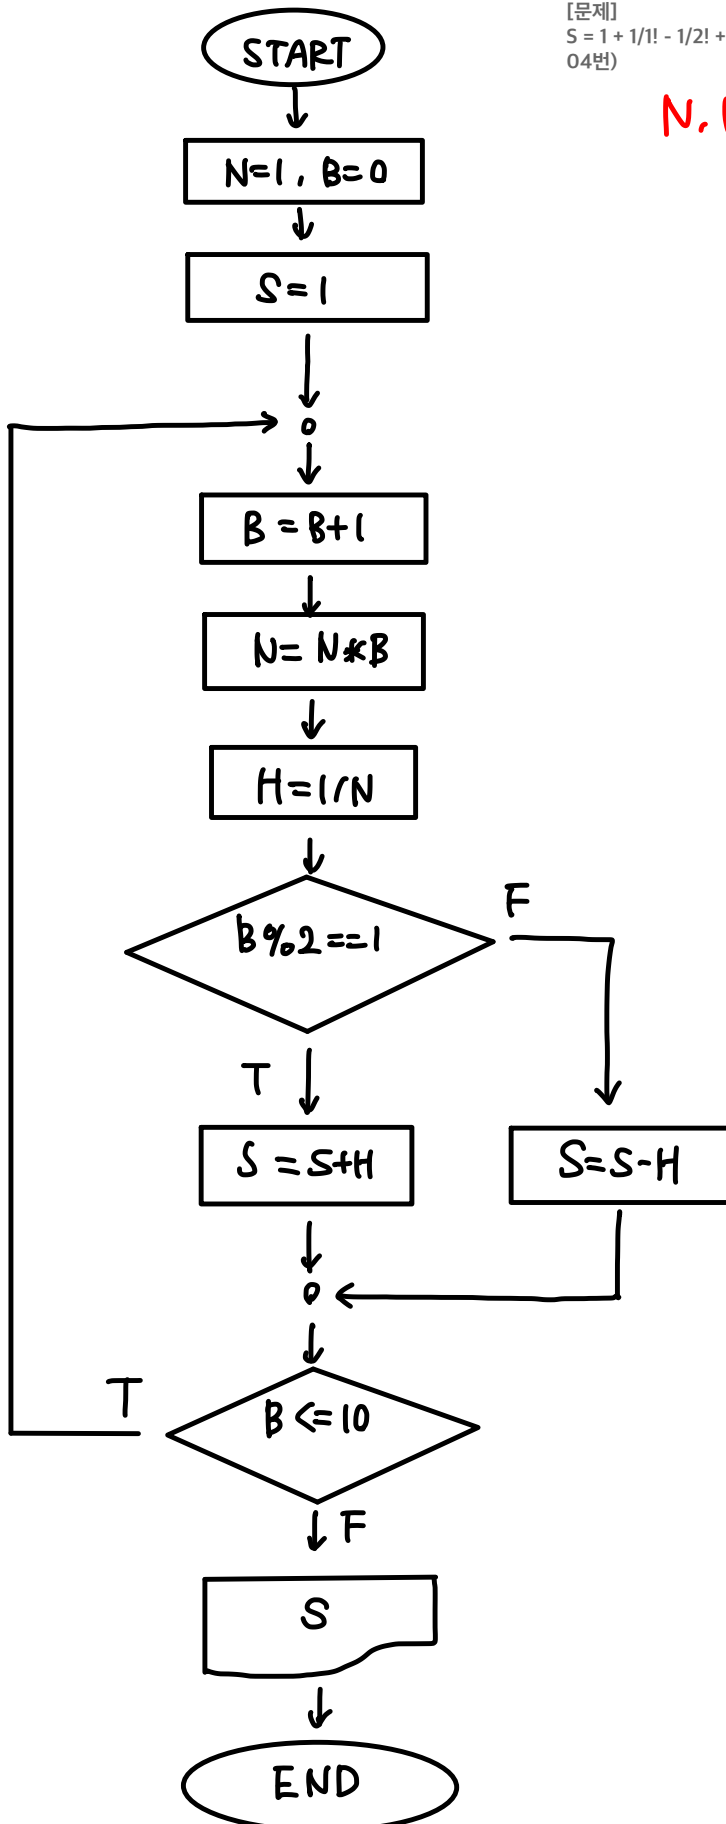 [문제]
S = 1 + 1/1! - 1/2! +
04번)
N,
START
N=1, B=0
S=1
B=B+1
N=N*B
H=1/N
B%2==1
F
T
S=S+H
S=S-H
T
B<=10
F
S
END